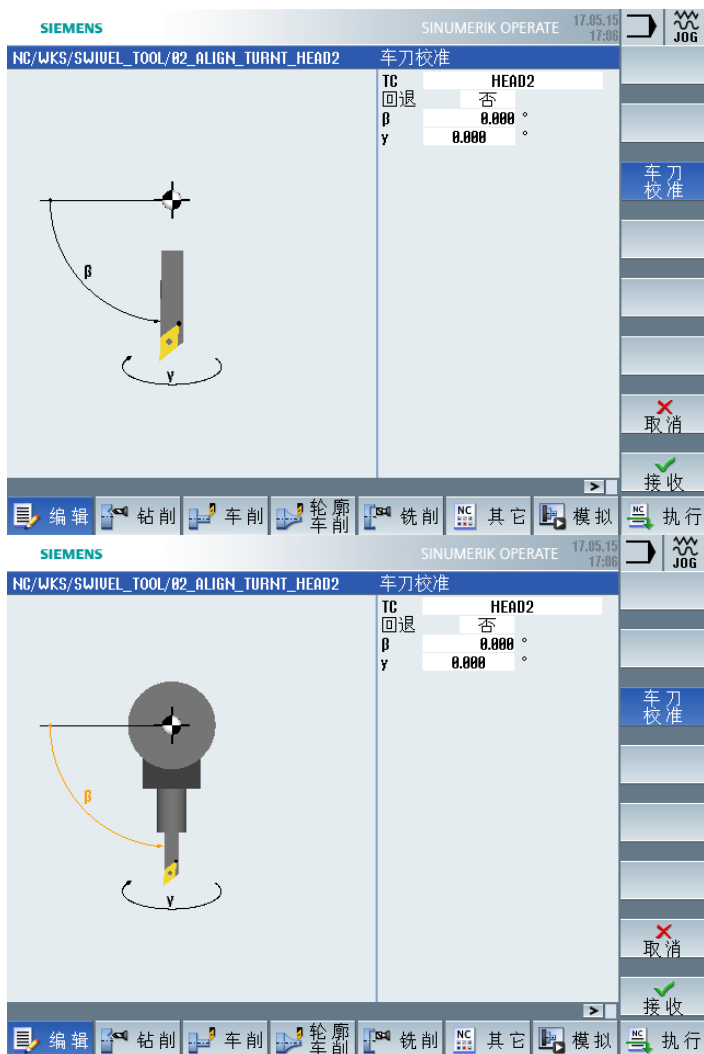 SIEMENS
SINUMERIK OPERATE
17.05.15
17:06
JOG
NC/WKS/SWIVEL_TOOL/02_ALIGN_TURNT_HEAD2
车刀校准
TC HEAD2
回退 否
β 0.000 °
γ 0.000 °
β
γ
车刀
校准
取消
接收
>
编辑
钻削
车削
轮廓
车削
铣削
NC
其它
模拟
NC
执行
SIEMENS
SINUMERIK OPERATE
17.05.15
17:06
JOG
NC/WKS/SWIVEL_TOOL/02_ALIGN_TURNT_HEAD2
车刀校准
TC HEAD2
回退 否
β 0.000 °
γ 0.000 °
β
γ
车刀
校准
取消
接收
>
编辑
钻削
车削
轮廓
车削
铣削
NC
其它
模拟
NC
执行